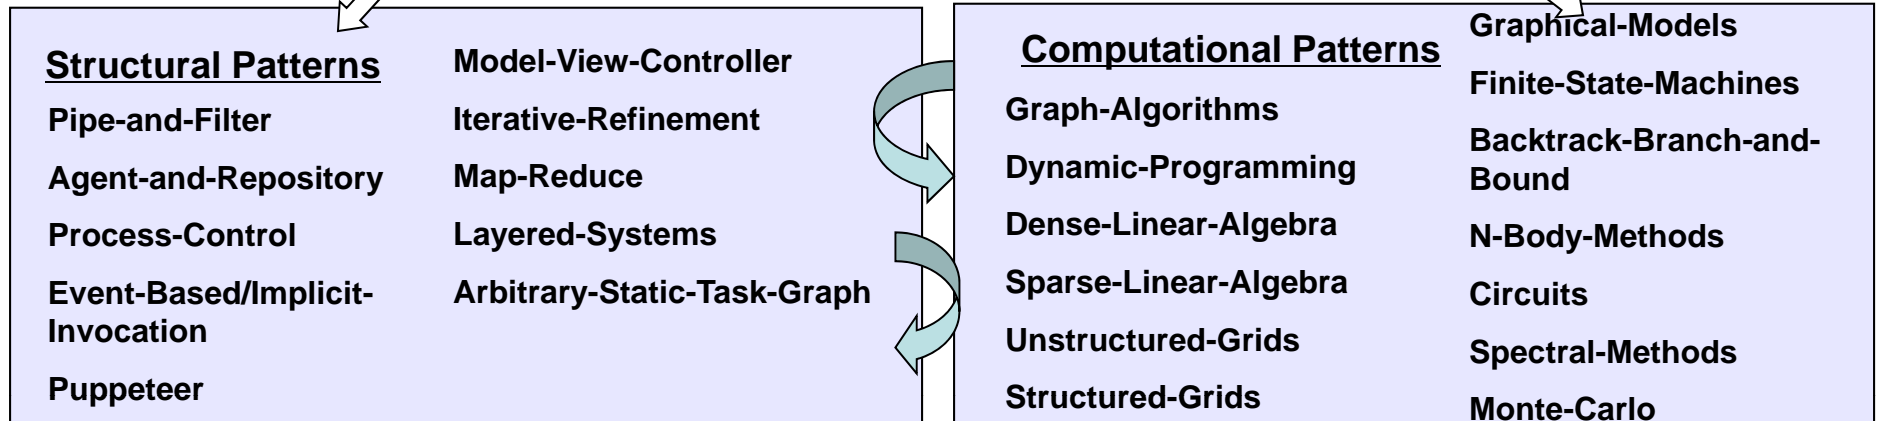 Structural Patterns
Pipe-and-Filter
Agent-and-Repository
Process-Control
Event-Based/Implicit-
Invocation
Puppeteer
Model-View-Controller
Iterative-Refinement
Map-Reduce
Layered-Systems
Arbitrary-Static-Task-Graph
Computational Patterns
Graph-Algorithms
Dynamic-Programming
Dense-Linear-Algebra
Sparse-Linear-Algebra
Unstructured-Grids
Structured-Grids
Graphical-Models
Finite-State-Machines
Backtrack-Branch-and-
Bound
N-Body-Methods
Circuits
Spectral-Methods
Monte-Carlo